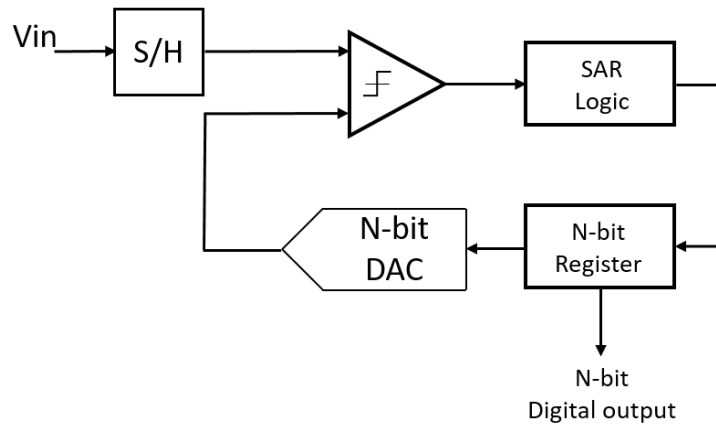 Vin
S/H
SAR
Logic
N-bit
DAC
N-bit
Register
N-bit
Digital output